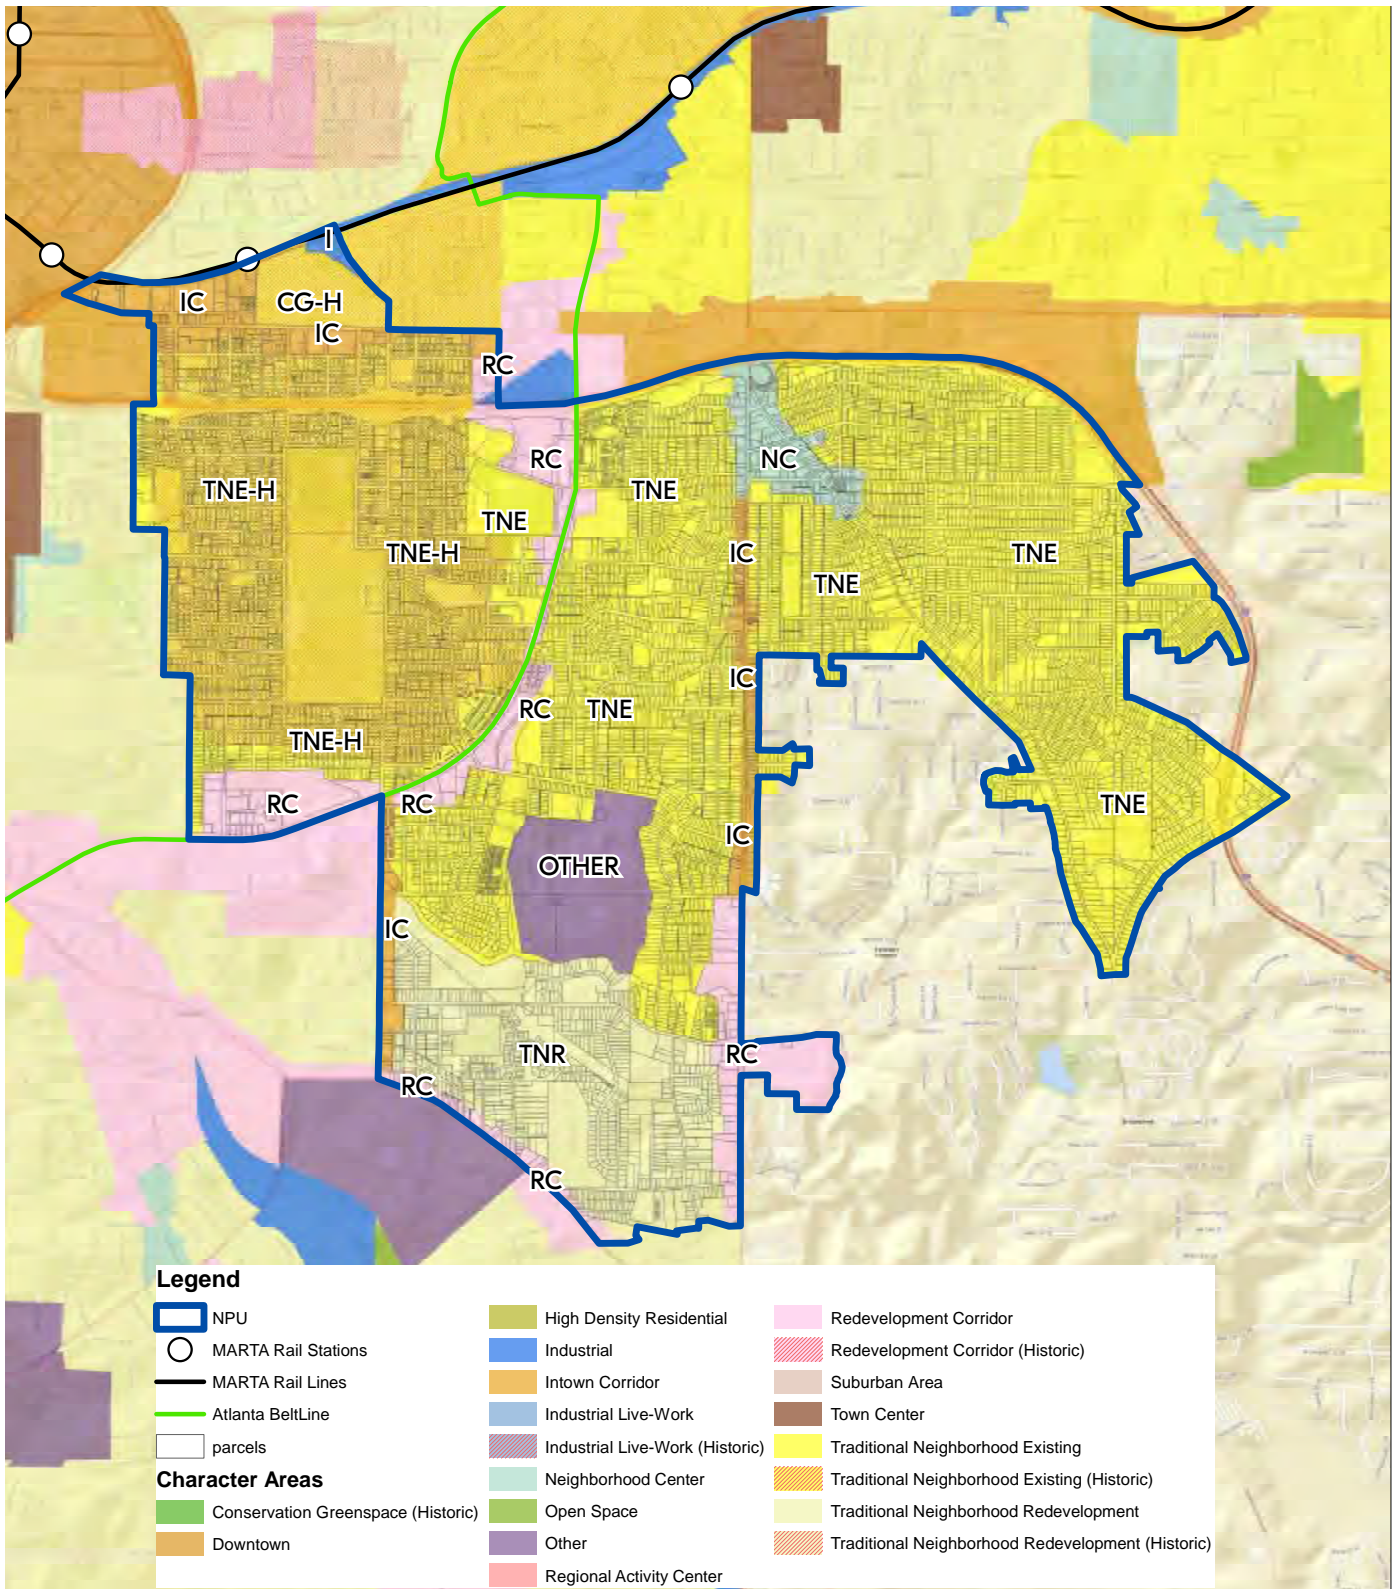 I
IC
CG-H
IC
RC
RC
NC
TNE-H
TNE
TNE
TNE-H
IC
TNE
TNE
IC
RC
TNE
TNE-H
RC
RC
TNE
IC
OTHER
IC
TNR
RC
RC
RC
Legend
NPU
MARTA Rail Stations
MARTA Rail Lines
Atlanta BeltLine
parcels
Character Areas
Conservation Greenspace (Historic)
Downtown
High Density Residential
Industrial
Intown Corridor
Industrial Live-Work
Industrial Live-Work (Historic)
Neighborhood Center
Open Space
Other
Regional Activity Center
Redevelopment Corridor
Redevelopment Corridor (Historic)
Suburban Area
Town Center
Traditional Neighborhood Existing
Traditional Neighborhood Existing (Historic)
Traditional Neighborhood Redevelopment
Traditional Neighborhood Redevelopment (Historic)